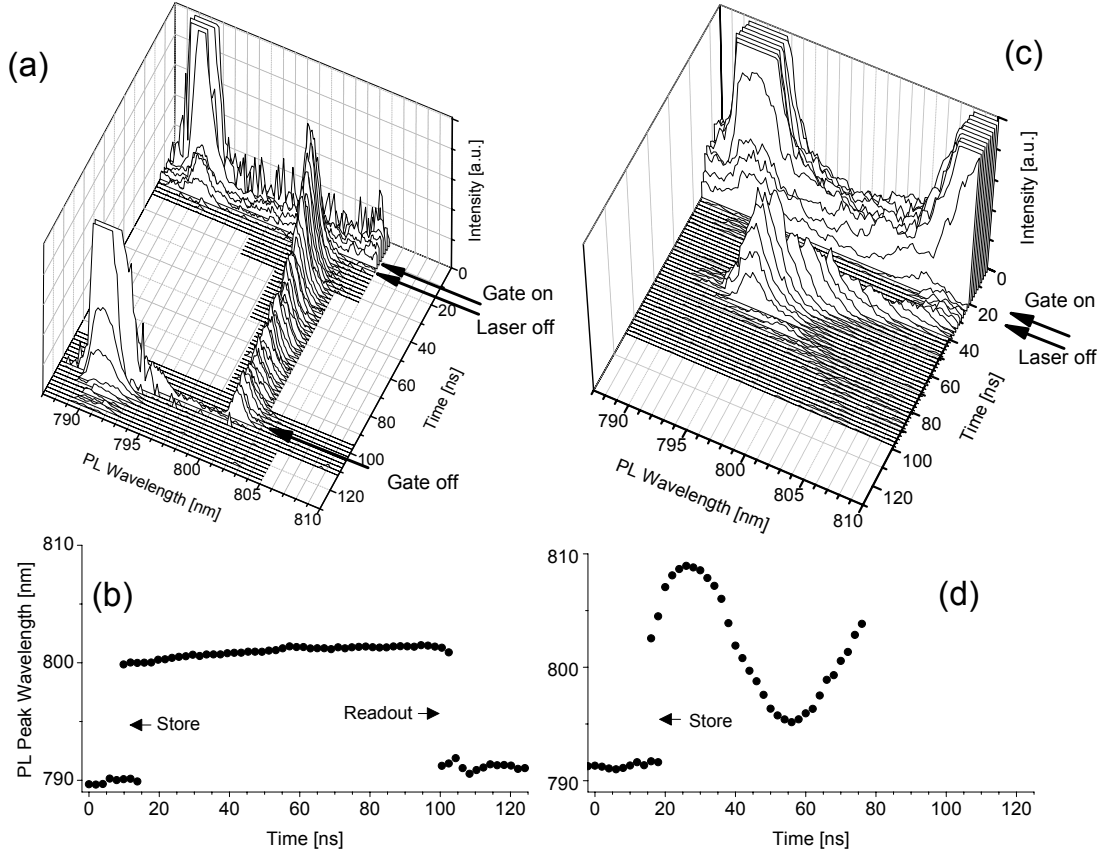 (a)
Intensity [a.u.]
0
20
40
60
80
100
120
Time [ns]
Gate on
Laser off
Gate off
790
795
800
805
810
PL Wavelength [nm]
(c)
Intensity [a.u.]
0
20
40
60
80
100
120
Time [ns]
Gate on
Laser off
790
795
800
805
810
PL Wavelength [nm]
(b)
PL Peak Wavelength [nm]
810
800
790
Store
Readout
0 20 40 60 80 100 120
Time [ns]
(d)
810
800
790
Store
0 20 40 60 80 100 120
Time [ns]